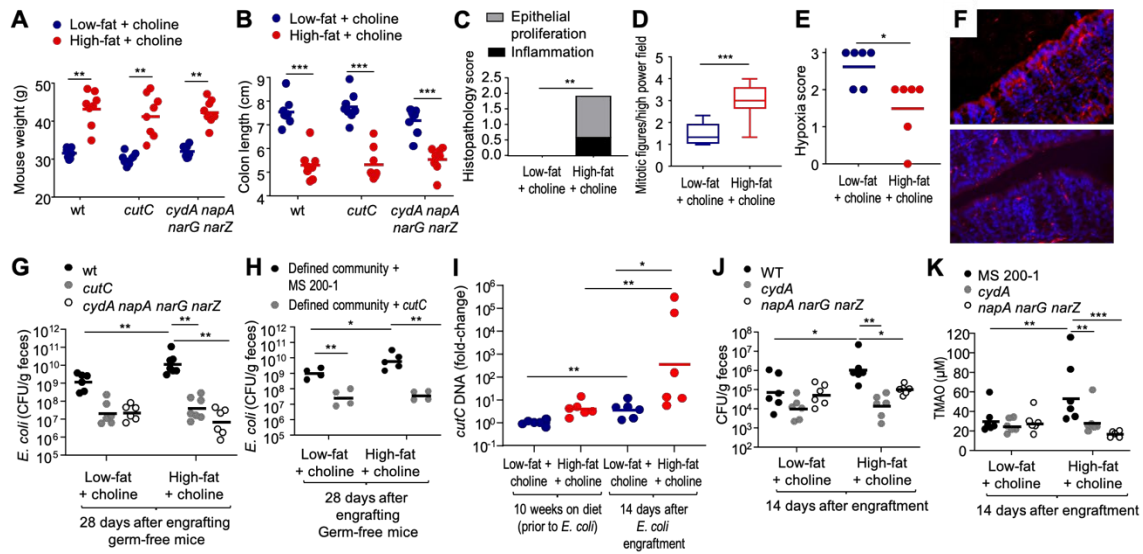 A
Low-fat + choline
High-fat + choline
Mouse weight (g)
50
40
30
20
**
**
**
wt
cutC
cydA napA
narG narZ
B
Low-fat + choline
High-fat + choline
Colon length (cm)
10
9
8
7
6
5
4
***
***
***
wt
cutC
cydA napA
narG narZ
C
Epithelial
proliferation
Inflammation
Histopathology score
2.5
2.0
1.5
1.0
0.5
0.0
**
Low-fat
+ choline
High-fat
+ choline
D
Mitotic figures/high power field
5
4
3
2
1
0
***
Low-fat
+ choline
High-fat
+ choline
E
Hypoxia score
3
2
1
0
*
Low-fat
+ choline
High-fat
+ choline
F
G
wt
cutC
cydA napA narG narZ
E. coli (CFU/g feces)
10¹²
10¹¹
10¹⁰
10⁹
10⁸
10⁷
10⁶
10⁵
**
**
**
Low-fat
+ choline
High-fat
+ choline
28 days after engrafting
germ-free mice
H
Defined community +
MS 200-1
Defined community + cutC
E. coli (CFU/g feces)
10¹²
10¹¹
10¹⁰
10⁹
10⁸
10⁷
10⁶
10⁵
**
*
**
Low-fat
+ choline
High-fat
+ choline
28 days after
engrafting
Germ-free mice
I
cutC DNA (fold-change)
10⁶
10⁵
10⁴
10³
10²
10¹
10⁰
10⁻¹
**
*
**
Low-fat +
choline
High-fat
+ choline
Low-fat +
choline
High-fat
+ choline
10 weeks on diet
(prior to E. coli)
14 days after
E. coli
engraftment
J
WT
cydA
napA narG narZ
CFU/g feces
10⁸
10⁷
10⁶
10⁵
10⁴
10³
10²
*
**
*
Low-fat
+ choline
High-fat
+ choline
14 days after engraftment
K
MS 200-1
cydA
napA narG narZ
TMAO (µM)
120
100
80
60
40
20
0
**
***
**
Low-fat
+ choline
High-fat
+ choline
14 days after engraftment